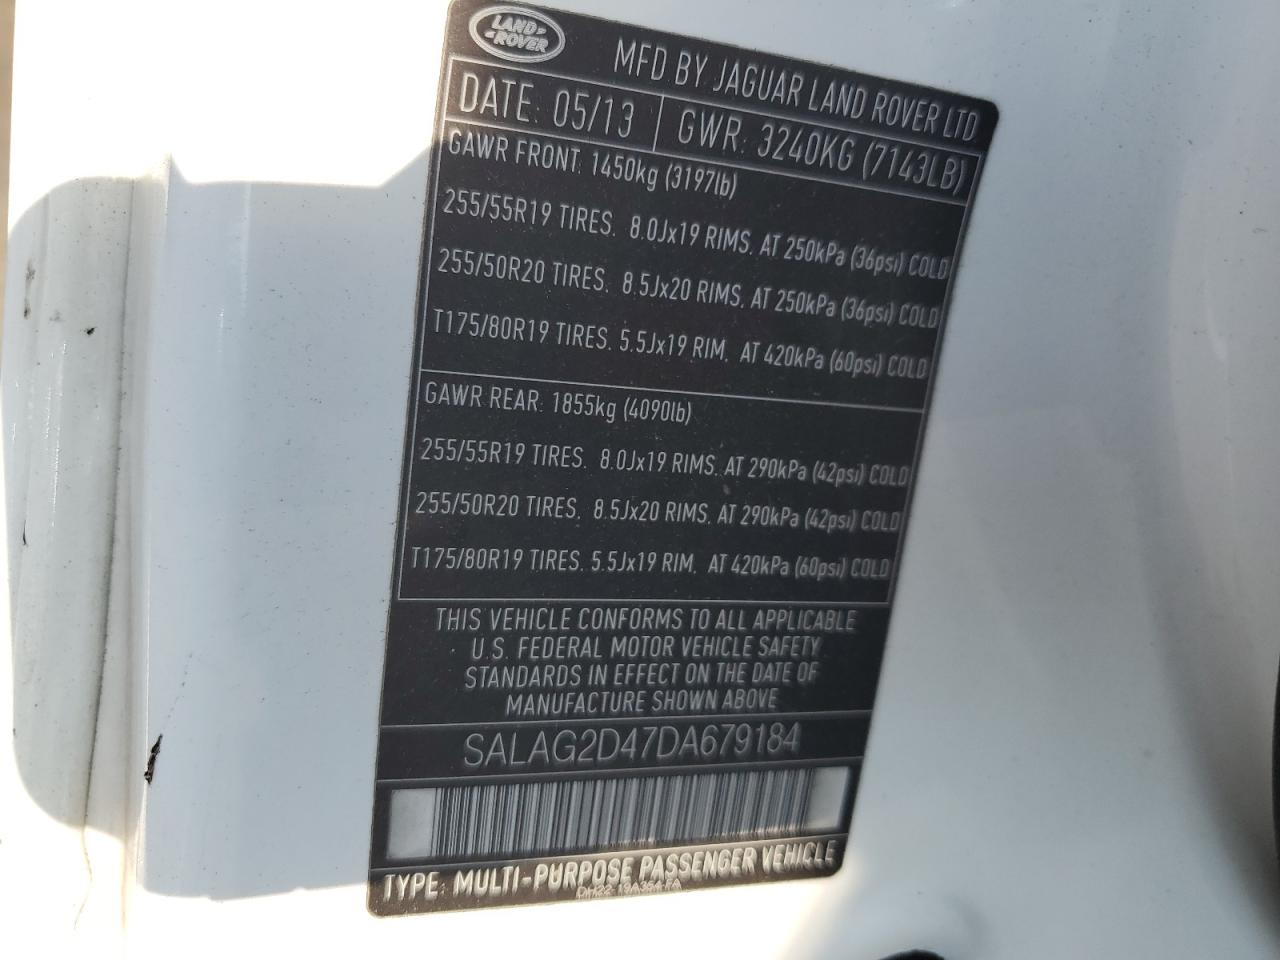 LAND
ROVER
MFD BY JAGUAR LAND ROVER LTD
DATE: 05/13 GWR: 3240KG (7143LB)
GAWR FRONT: 1450kg (3197lb)
255/55R19 TIRES. 8.0Jx19 RIMS. AT 250kPa (36psi) COLD
255/50R20 TIRES. 8.5Jx20 RIMS. AT 250kPa (36psi) COLD
T175/80R19 TIRES. 5.5Jx19 RIM. AT 420kPa (60psi) COLD
GAWR REAR: 1855kg (4090lb)
255/55R19 TIRES. 8.0Jx19 RIMS. AT 290kPa (42psi) COLD
255/50R20 TIRES. 8.5Jx20 RIMS. AT 290kPa (42psi) COLD
T175/80R19 TIRES. 5.5Jx19 RIM. AT 420kPa (60psi) COLD
THIS VEHICLE CONFORMS TO ALL APPLICABLE
U.S. FEDERAL MOTOR VEHICLE SAFETY
STANDARDS IN EFFECT ON THE DATE OF
MANUFACTURE SHOWN ABOVE
SALAG2D47DA679184
TYPE: MULTI-PURPOSE PASSENGER VEHICLE